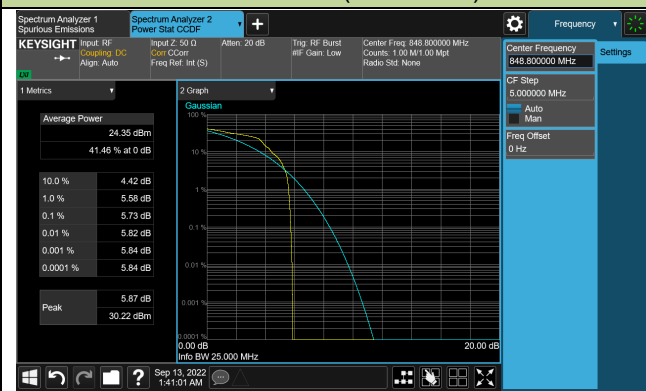 Spectrum Analyzer 1
Spurious Emissions
Spectrum Analyzer 2
Power Stat CCDF
Frequency
KEYSIGHT
Input: RF
Coupling: DC
Align: Auto
Input Z: 50 Ω
Corr CCorr
Freq Ref: Int (S)
Atten: 20 dB
Trig: RF Burst
#IF Gain: Low
Center Freq: 848.800000 MHz
Counts: 1.00 M/1.00 Mpt
Radio Std: None
LXI
Center Frequency
848.800000 MHz
Settings
CF Step
5.000000 MHz
Auto
Man
Freq Offset
0 Hz
1 Metrics
Average Power
24.35 dBm
41.46 % at 0 dB
10.0 % 4.42 dB
1.0 % 5.58 dB
0.1 % 5.73 dB
0.01 % 5.82 dB
0.001 % 5.84 dB
0.0001 % 5.84 dB
Peak
5.87 dB
30.22 dBm
2 Graph
Gaussian
100 %
10 %
1 %
0.1 %
0.01 %
0.001 %
0.0001 %
0.00 dB
20.00 dB
Info BW 25.000 MHz
Sep 13, 2022
1:41:01 AM